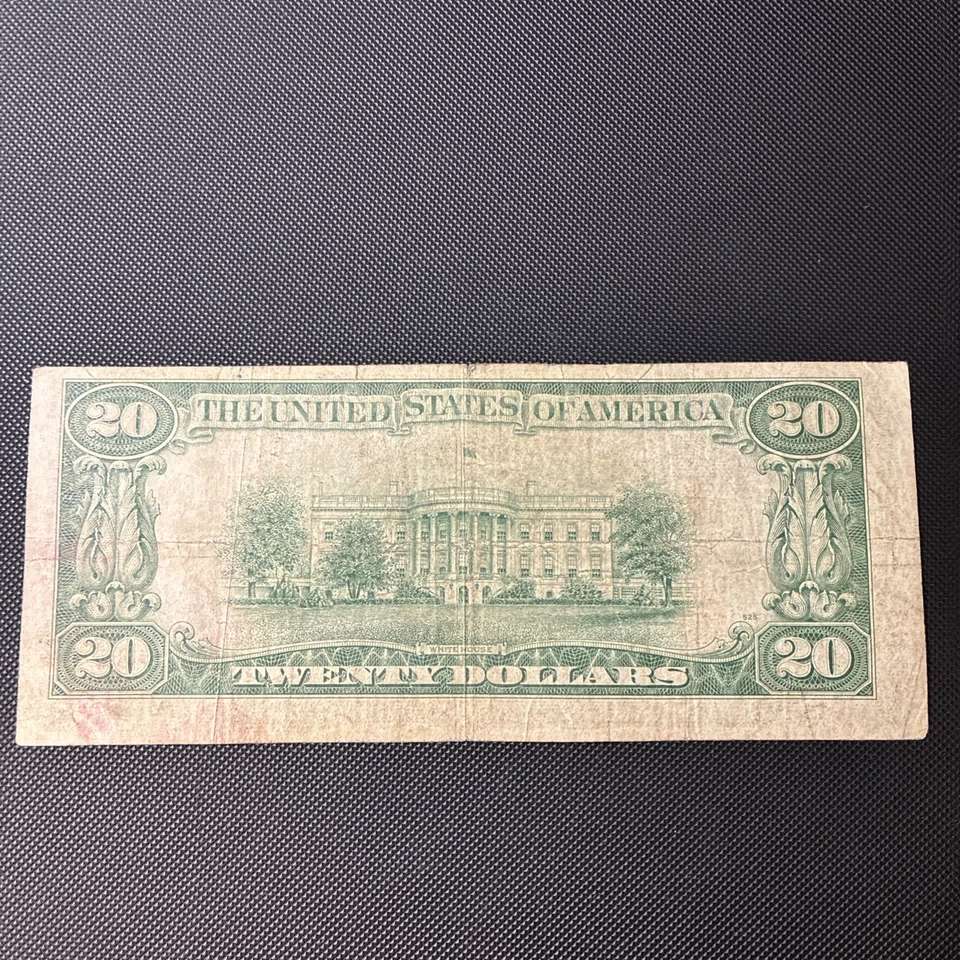 20 THE UNITED STATES OF AMERICA 20
525
WHITE HOUSE
20 TWENTY DOLLARS 20